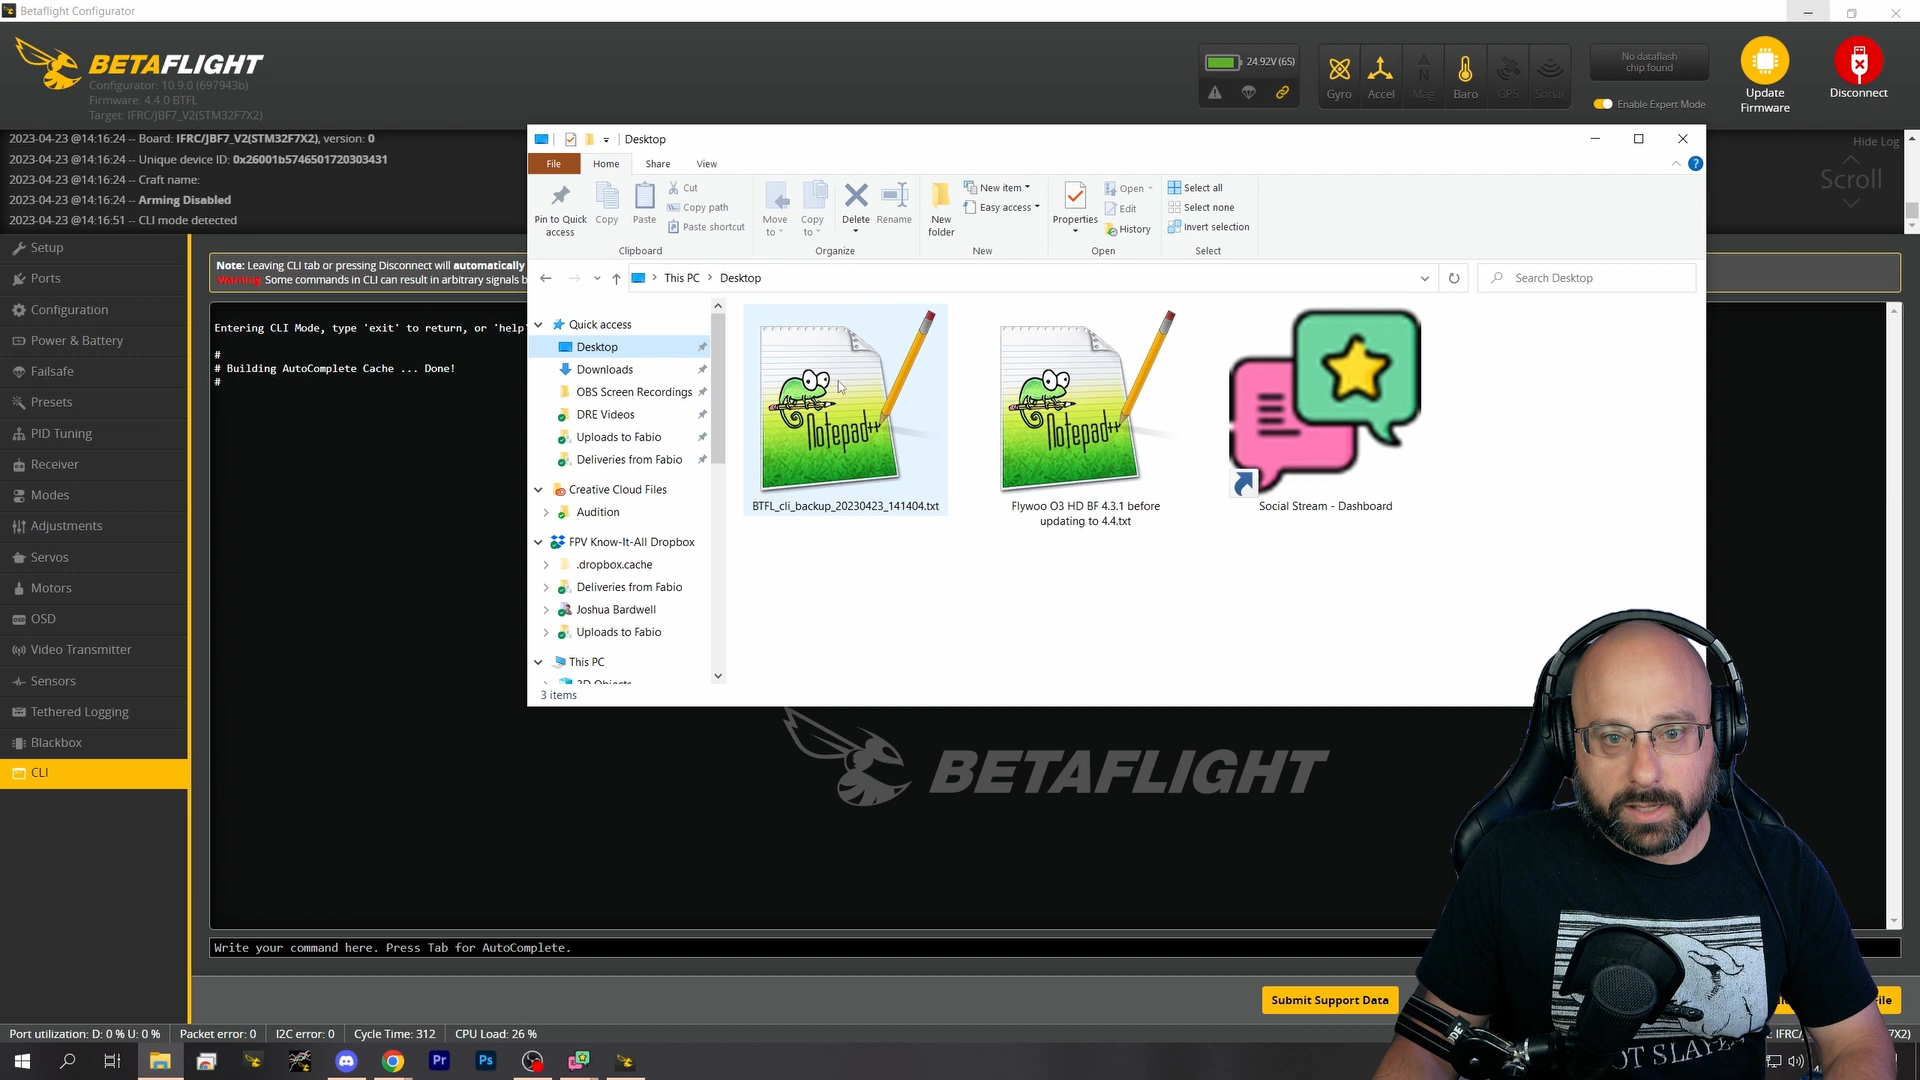 Betaflight Configurator
BETAFLIGHT
Configurator: 10.9.0 (697943b)
Firmware: 4.4.0 BTFL
Target: IFRC/JBF7_V2(STM32F7X2)
24.92V (6S)
Gyro
Accel
Mag
Baro
GPS
Sonar
No dataflash
chip found
Enable Expert Mode
Update
Firmware
Disconnect
2023-04-23 @14:16:24 -- Board: IFRC/JBF7_V2(STM32F7X2), version: 0
2023-04-23 @14:16:24 -- Unique device ID: 0x26001b5746501720303431
2023-04-23 @14:16:24 -- Craft name:
2023-04-23 @14:16:24 -- Arming Disabled
2023-04-23 @14:16:51 -- CLI mode detected
Hide Log
Scroll
Setup
Ports
Configuration
Power & Battery
Failsafe
Presets
PID Tuning
Receiver
Modes
Adjustments
Servos
Motors
OSD
Video Transmitter
Sensors
Tethered Logging
Blackbox
CLI
Note: Leaving CLI tab or pressing Disconnect will automatically
Warning: Some commands in CLI can result in arbitrary signals b
Entering CLI Mode, type 'exit' to return, or 'help'
#
# Building AutoComplete Cache ... Done!
#
Desktop
File
Home
Share
View
Pin to Quick
access
Copy
Paste
Cut
Copy path
Paste shortcut
Clipboard
Move
to
Copy
to
Delete
Rename
Organize
New
folder
New item
Easy access
New
Properties
Open
Edit
History
Open
Select all
Select none
Invert selection
Select
This PC > Desktop
Search Desktop
Quick access
Desktop
Downloads
OBS Screen Recordings
DRE Videos
Uploads to Fabio
Deliveries from Fabio
Creative Cloud Files
Audition
FPV Know-It-All Dropbox
.dropbox.cache
Deliveries from Fabio
Joshua Bardwell
Uploads to Fabio
This PC
3D Objects
Notepad++
BTFL_cli_backup_20230423_141404.txt
Notepad++
Flywoo O3 HD BF 4.3.1 before
updating to 4.4.txt
Social Stream - Dashboard
3 items
BETAFLIGHT
Write your command here. Press Tab for AutoComplete.
Submit Support Data
Port utilization: D: 0 % U: 0 %
Packet error: 0
I2C error: 0
Cycle Time: 312
CPU Load: 26 %
Pr
Ps